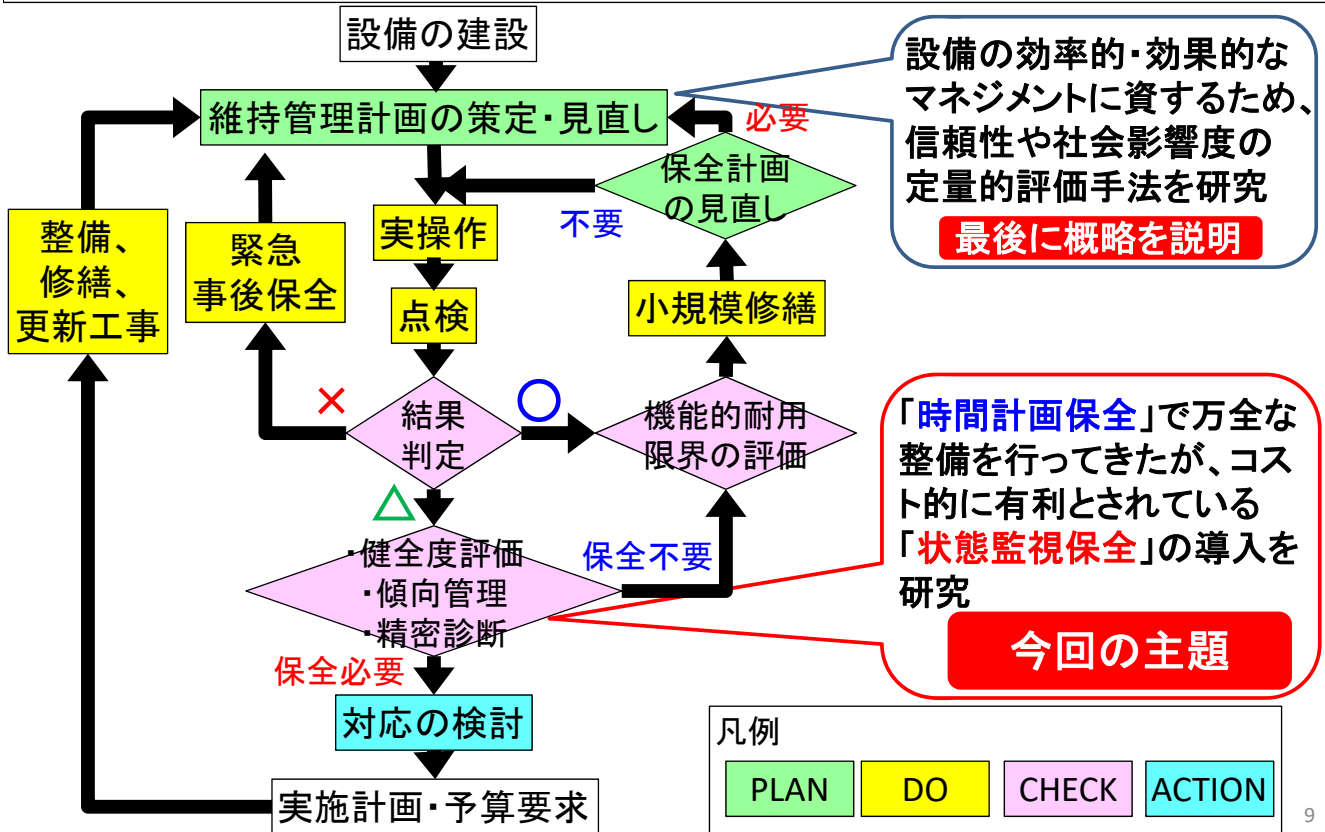 設備の建設
維持管理計画の策定・見直し
必要
保全計画
の見直し
不要
実操作
点検
整備、
修繕、
更新工事
緊急
事後保全
小規模修繕
×
結果
判定
○
機能的耐用
限界の評価
△
・健全度評価
・傾向管理
・精密診断
保全不要
保全必要
対応の検討
実施計画・予算要求
設備の効率的・効果的な
マネジメントに資するため、
信頼性や社会影響度の
定量的評価手法を研究
最後に概略を説明
「時間計画保全」で万全な
整備を行ってきたが、コス
ト的に有利とされている
「状態監視保全」の導入を
研究
今回の主題
凡例
PLAN
DO
CHECK
ACTION
9